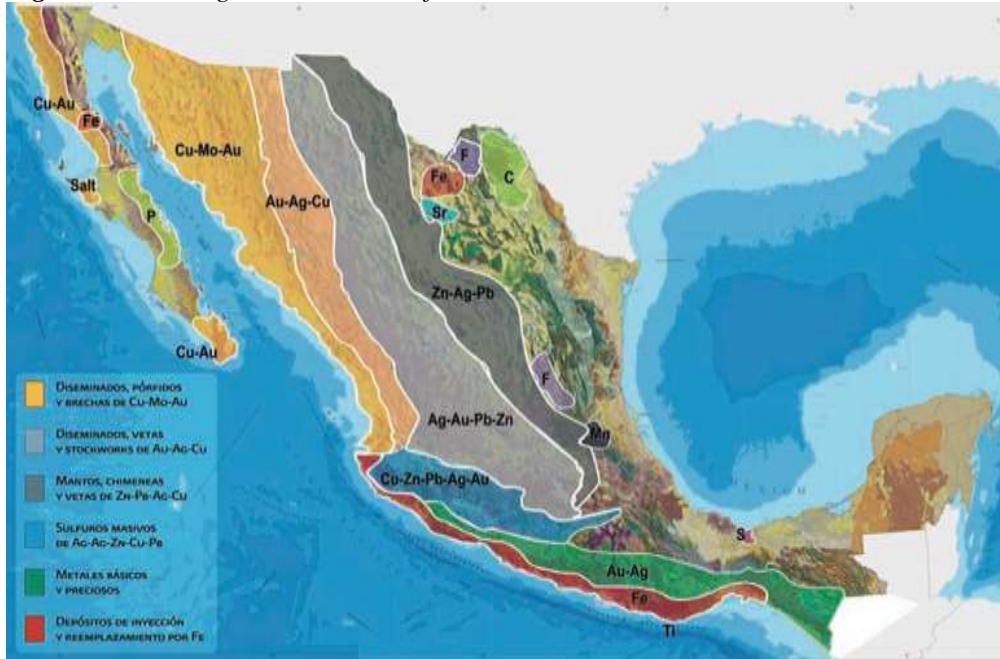 Cu-Au
Fe
Cu-Mo-Au
F
Fe
C
Salt
Au-Ag-Cu
Sr
P
Zn-Ag-Pb
Cu-Au
F
DISEMINADOS, PÓRFIDOS
Y BRECHAS DE CU-MO-AU
Ag-Au-Pb-Zn
Mn
DISEMINADOS, VETAS
Y STOCKWORKS DE AU-AG-CU
Cu-Zn-Pb-Ag-Au
MANTOS, CHIMENEAS
Y VETAS DE ZN-PB-AG-CU
S
SULFUROS MASIVOS
DE AG-AG-ZN-CU-PB
Au-Ag
METALES BÁSICOS
Y PRECIOSOS
Fe
Ti
DEPÓSITOS DE INYECCIÓN
Y REEMPLAZAMIENTO POR FE